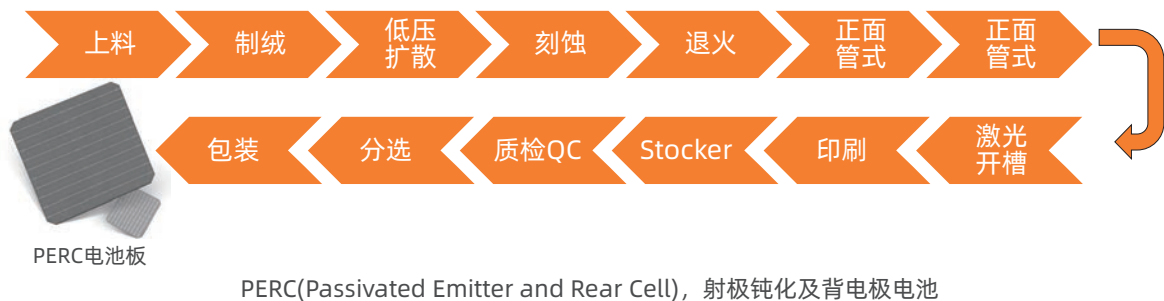 上料
制绒
低压
扩散
刻蚀
退火
正面
管式
正面
管式
激光
开槽
印刷
Stocker
质检QC
分选
包装
PERC电池板
PERC(Passivated Emitter and Rear Cell)，射极钝化及背电极电池